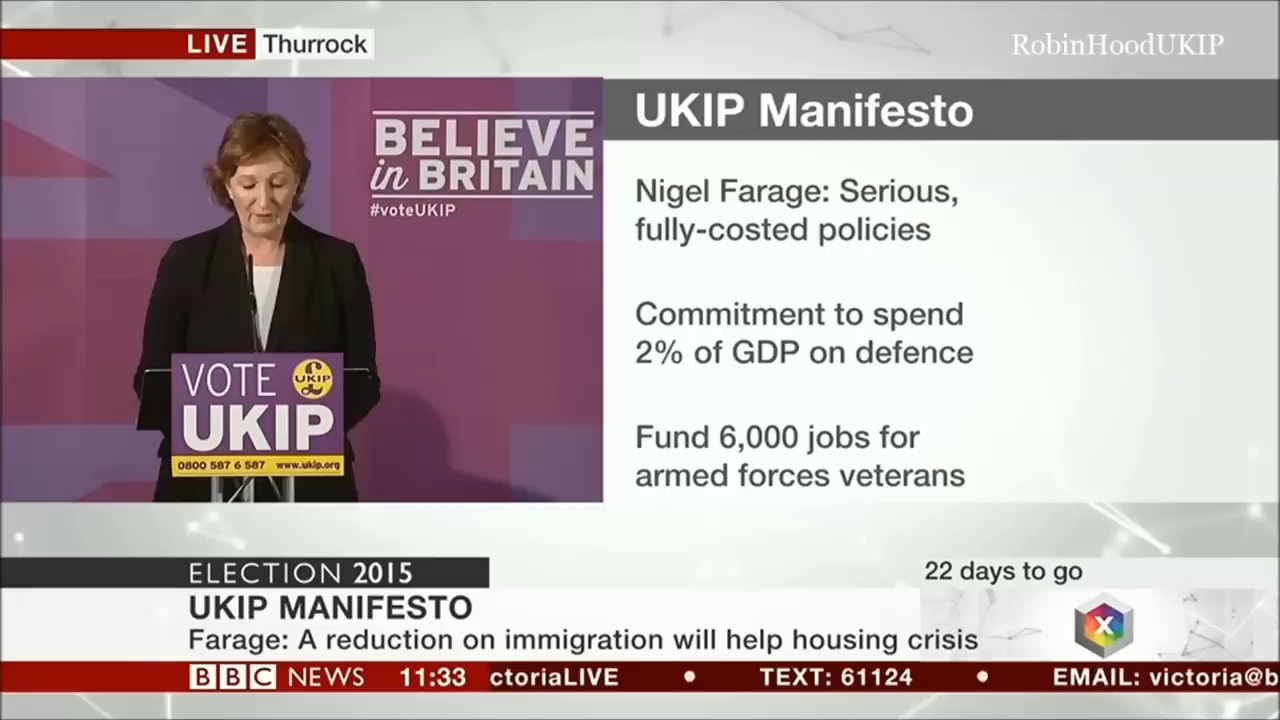 LIVE Thurrock
RobinHoodUKIP
BELIEVE
in BRITAIN
#voteUKIP
VOTE
UKIP
UKIP
0800 587 6 587 www.ukip.org
UKIP Manifesto
Nigel Farage: Serious,
fully-costed policies
Commitment to spend
2% of GDP on defence
Fund 6,000 jobs for
armed forces veterans
ELECTION 2015
22 days to go
UKIP MANIFESTO
Farage: A reduction on immigration will help housing crisis
X
BBC NEWS 11:33 ctoriaLIVE • TEXT: 61124 • EMAIL: victoria@b